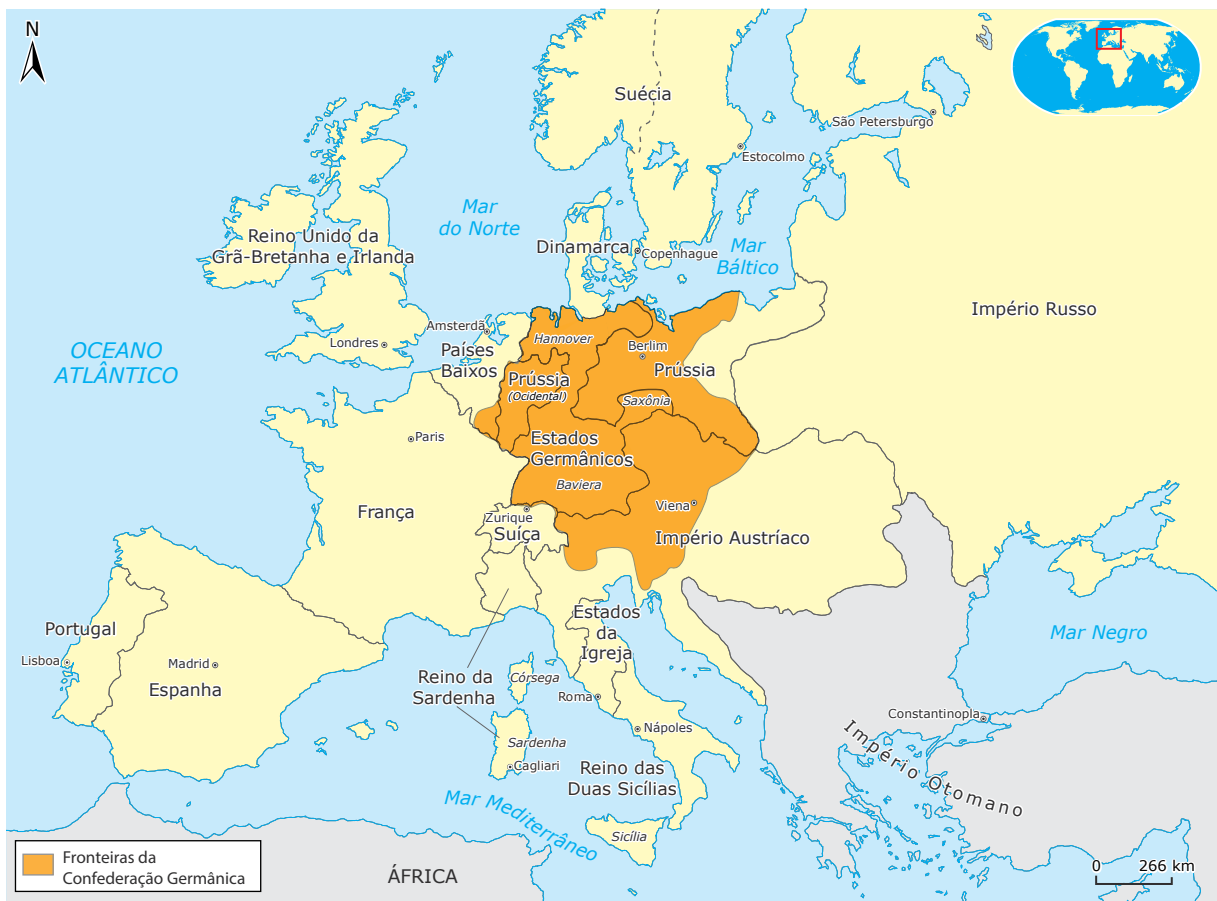 N
Suécia
São Petersburgo
Estocolmo
Mar
do Norte
Reino Unido da
Grã-Bretanha e Irlanda
Dinamarca
Copenhague
Mar
Báltico
Império Russo
OCEANO
ATLÂNTICO
Londres
Amsterdã
Países
Baixos
Hannover
Berlim
Prússia
Prússia
(Ocidental)
Saxônia
Paris
Estados
Germânicos
Baviera
Viena
França
Zurique
Suíça
Império Austríaco
Portugal
Lisboa
Madrid
Espanha
Estados
da
Igreja
Mar Negro
Reino da
Sardenha
Córsega
Roma
Constantinopla
Nápoles
Sardenha
Cagliari
Reino das
Duas Sicílias
Império Otomano
Mar Mediterrâneo
Sicília
Fronteiras da
Confederação Germânica
ÁFRICA
0 266 km